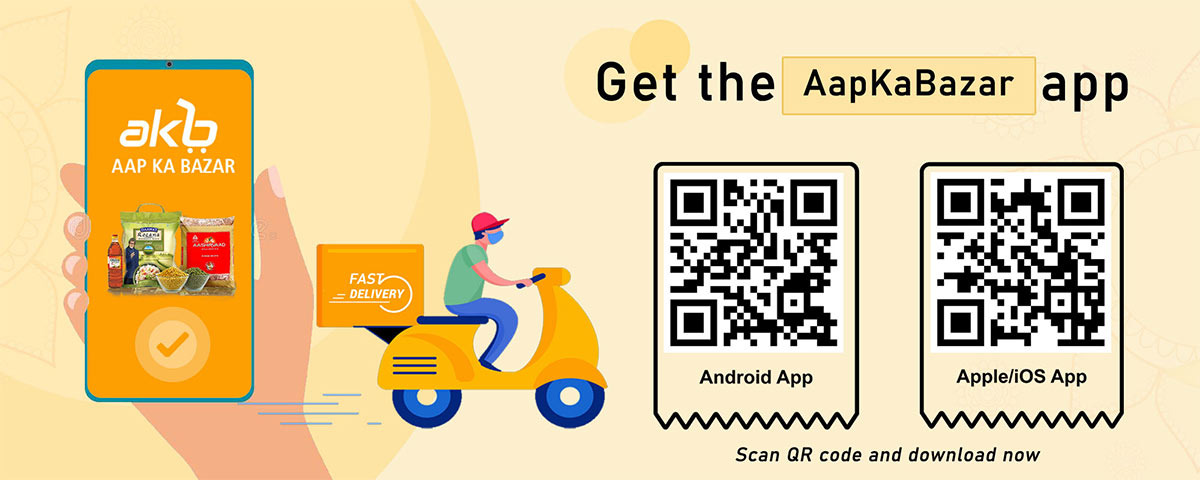 Get the AapKaBazar app
akb
AAP KA BAZAR
AASHIRVAAD
FAST
DELIVERY
Android App
Apple/iOS App
Scan QR code and download now